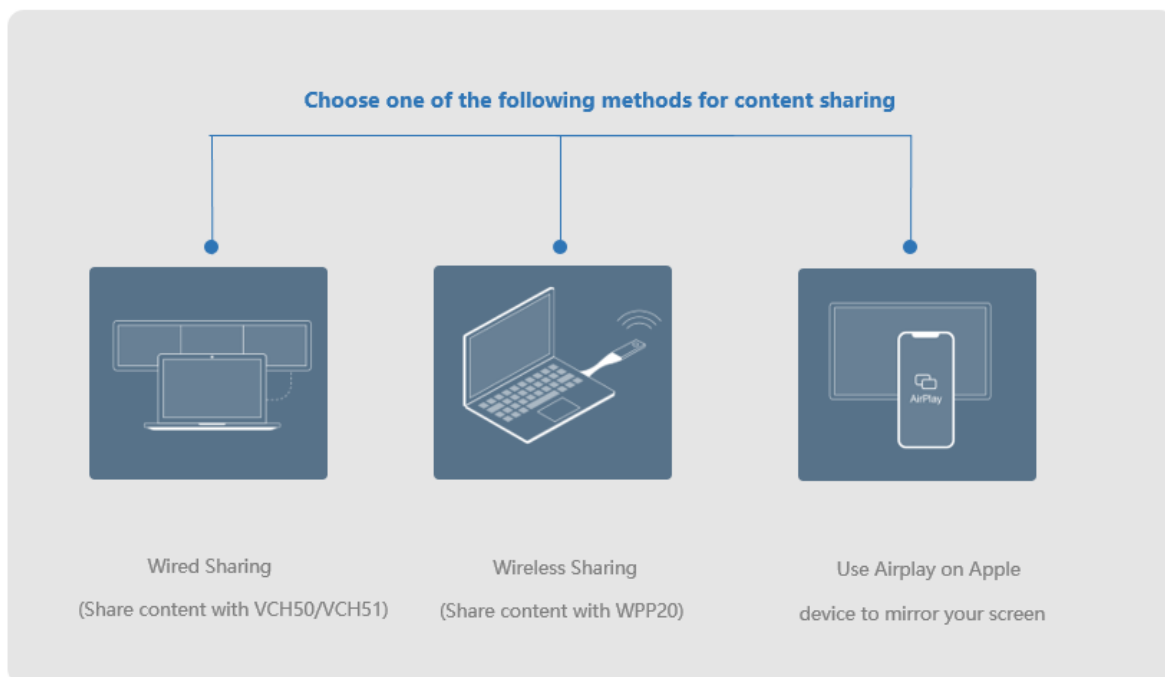 Choose one of the following methods for content sharing
AirPlay
Wired Sharing
(Share content with VCH50/VCH51)
Wireless Sharing
(Share content with WPP20)
Use Airplay on Apple
device to mirror your screen